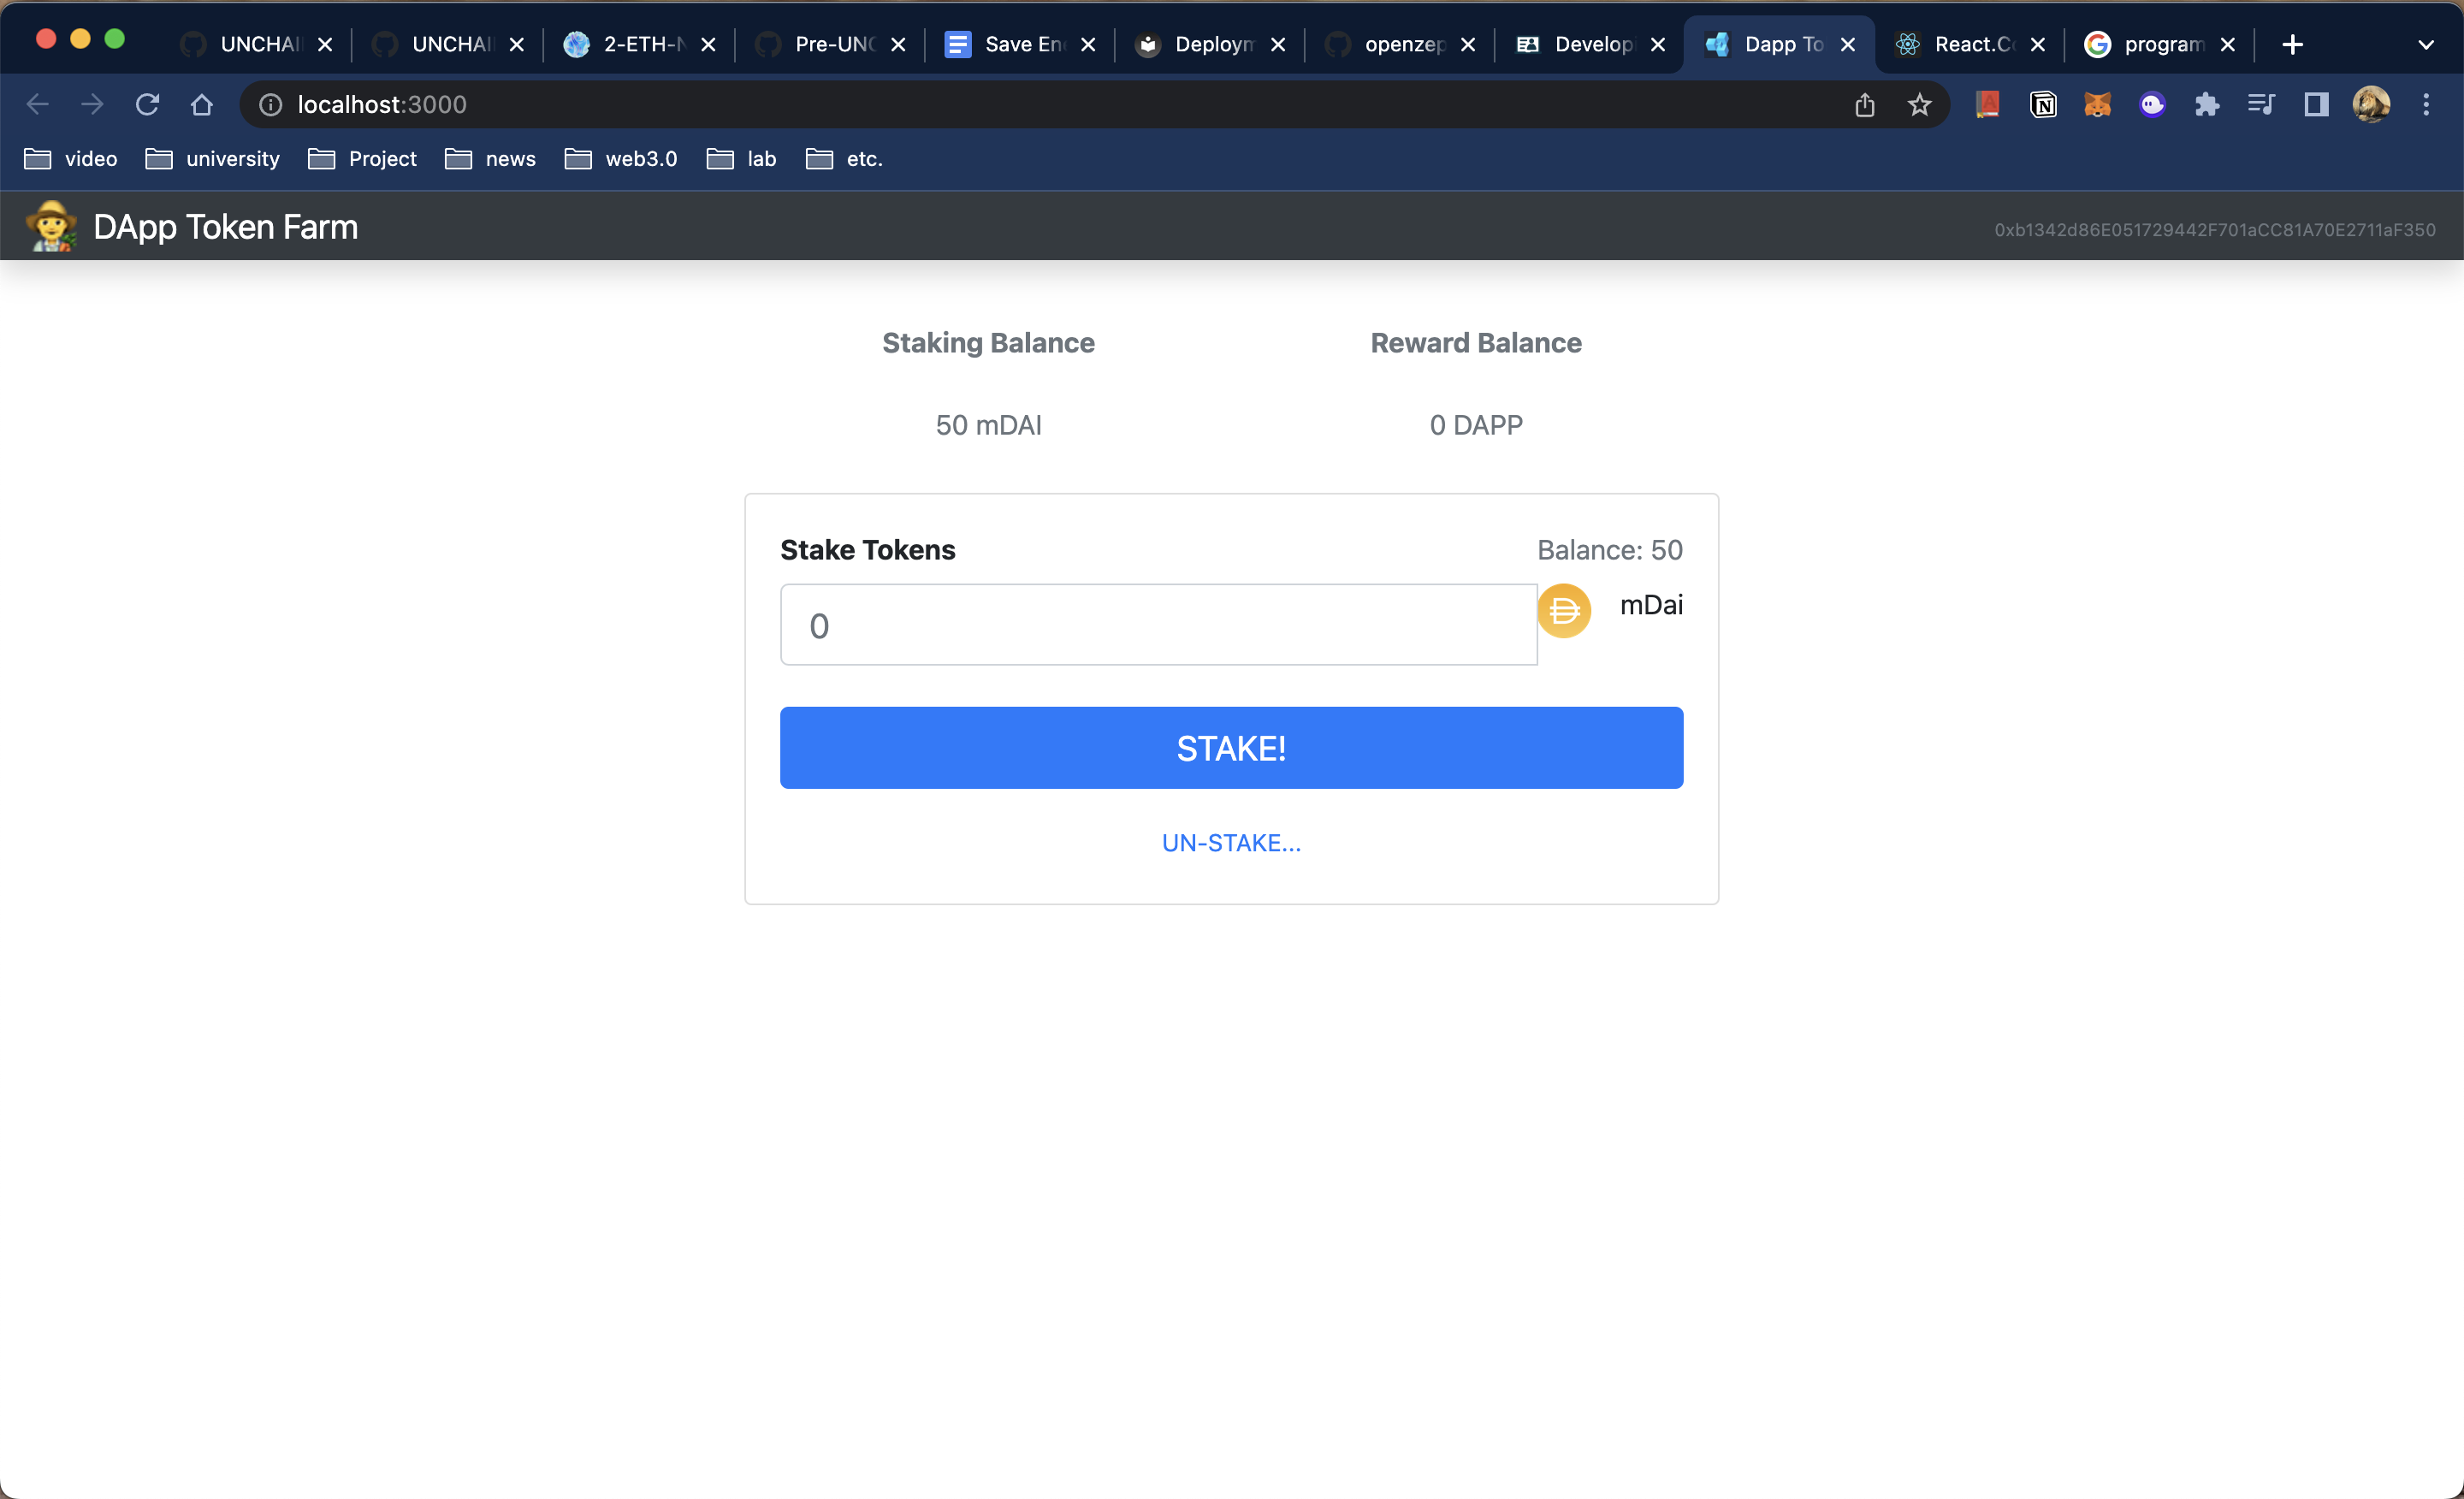 UNCHAI UNCHAI 2-ETH-N Pre-UNC Save En Deploym openzep Develop Dapp To React.C program
localhost:3000
video university Project news web3.0 lab etc.
DApp Token Farm 0xb1342d86E051729442F701aCC81A70E2711aF350
Staking Balance Reward Balance
50 mDAI 0 DAPP
Stake Tokens Balance: 50
0 mDai
STAKE!
UN-STAKE...